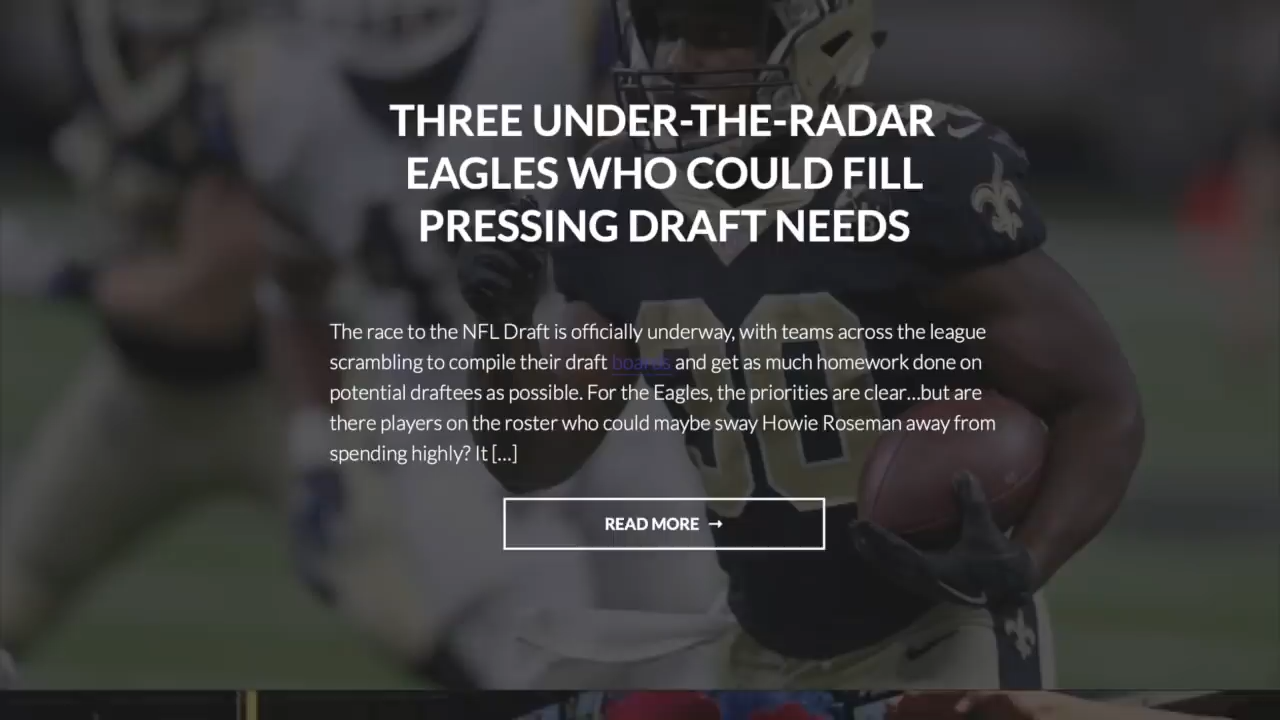 THREE UNDER-THE-RADAR
EAGLES WHO COULD FILL
PRESSING DRAFT NEEDS
The race to the NFL Draft is officially underway, with teams across the league
scrambling to compile their draft boards and get as much homework done on
potential draftees as possible. For the Eagles, the priorities are clear…but are
there players on the roster who could maybe sway Howie Roseman away from
spending highly? It [...]
READ MORE →
30